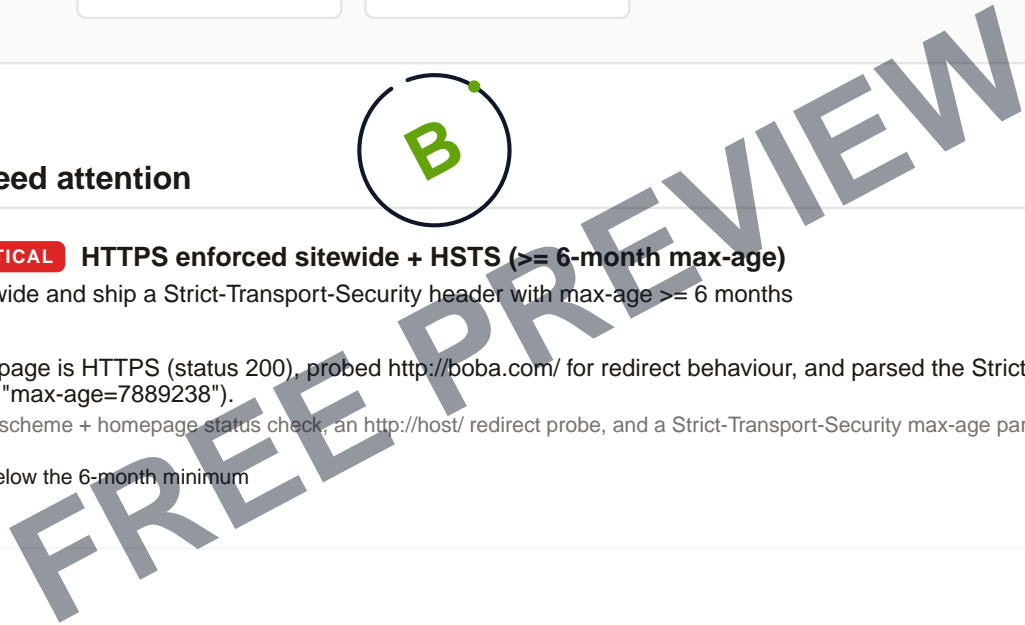 B
eed attention
TICAL HTTPS enforced sitewide + HSTS (>= 6-month max-age)
wide and ship a Strict-Transport-Security header with max-age >= 6 months
page is HTTPS (status 200), probed http://boba.com/ for redirect behaviour, and parsed the Strict
"max-age=7889238").
scheme + homepage status check, an http://host/ redirect probe, and a Strict-Transport-Security max-age par
elow the 6-month minimum
FREE PREVIEW